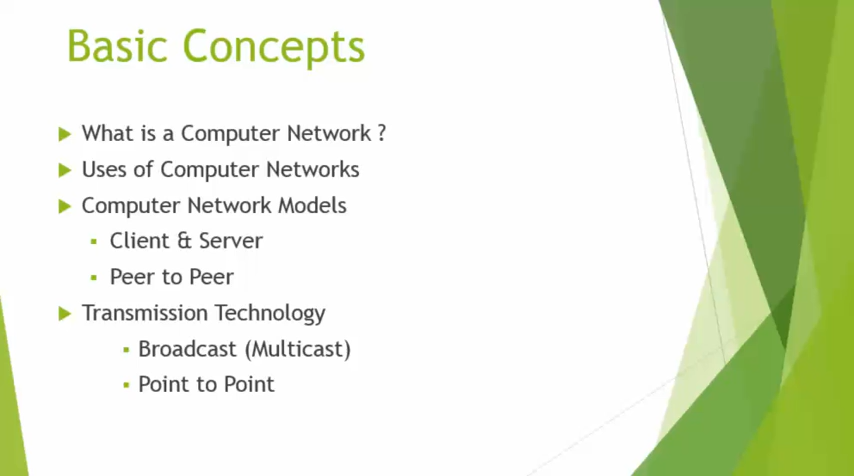 Basic Concepts
What is a Computer Network ?
Uses of Computer Networks
Computer Network Models
Client & Server
Peer to Peer
Transmission Technology
Broadcast (Multicast)
Point to Point